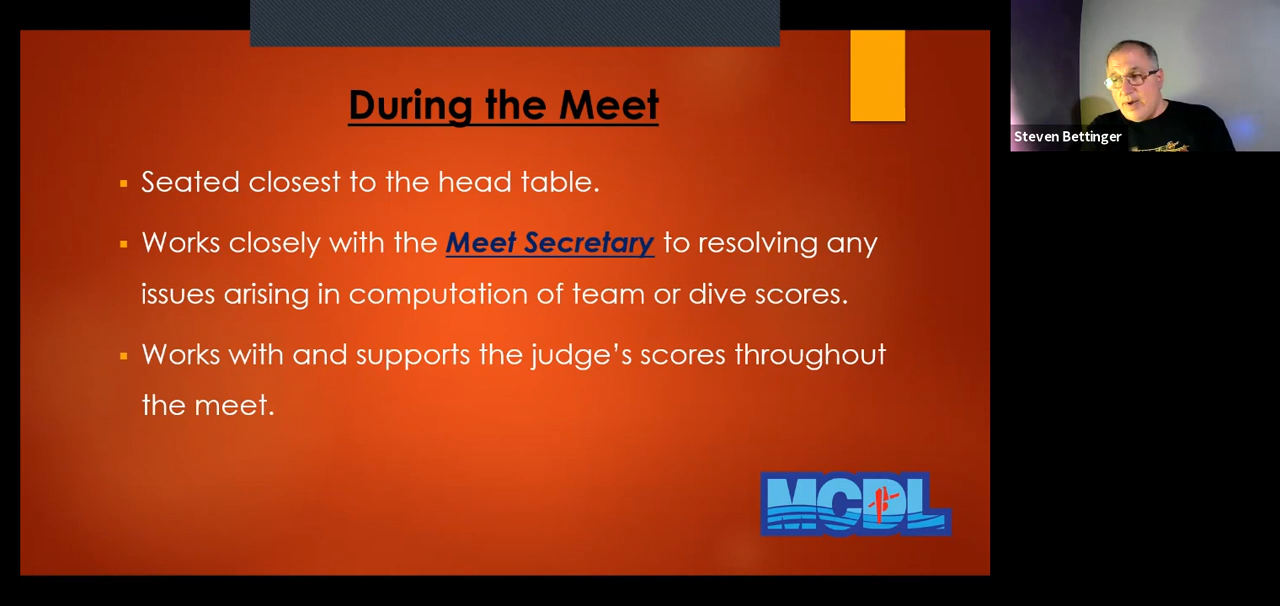 During the Meet
Steven Bettinger
Seated closest to the head table.
Works closely with the Meet Secretary to resolving any
issues arising in computation of team or dive scores.
Works with and supports the judge’s scores throughout
the meet.
MCDL